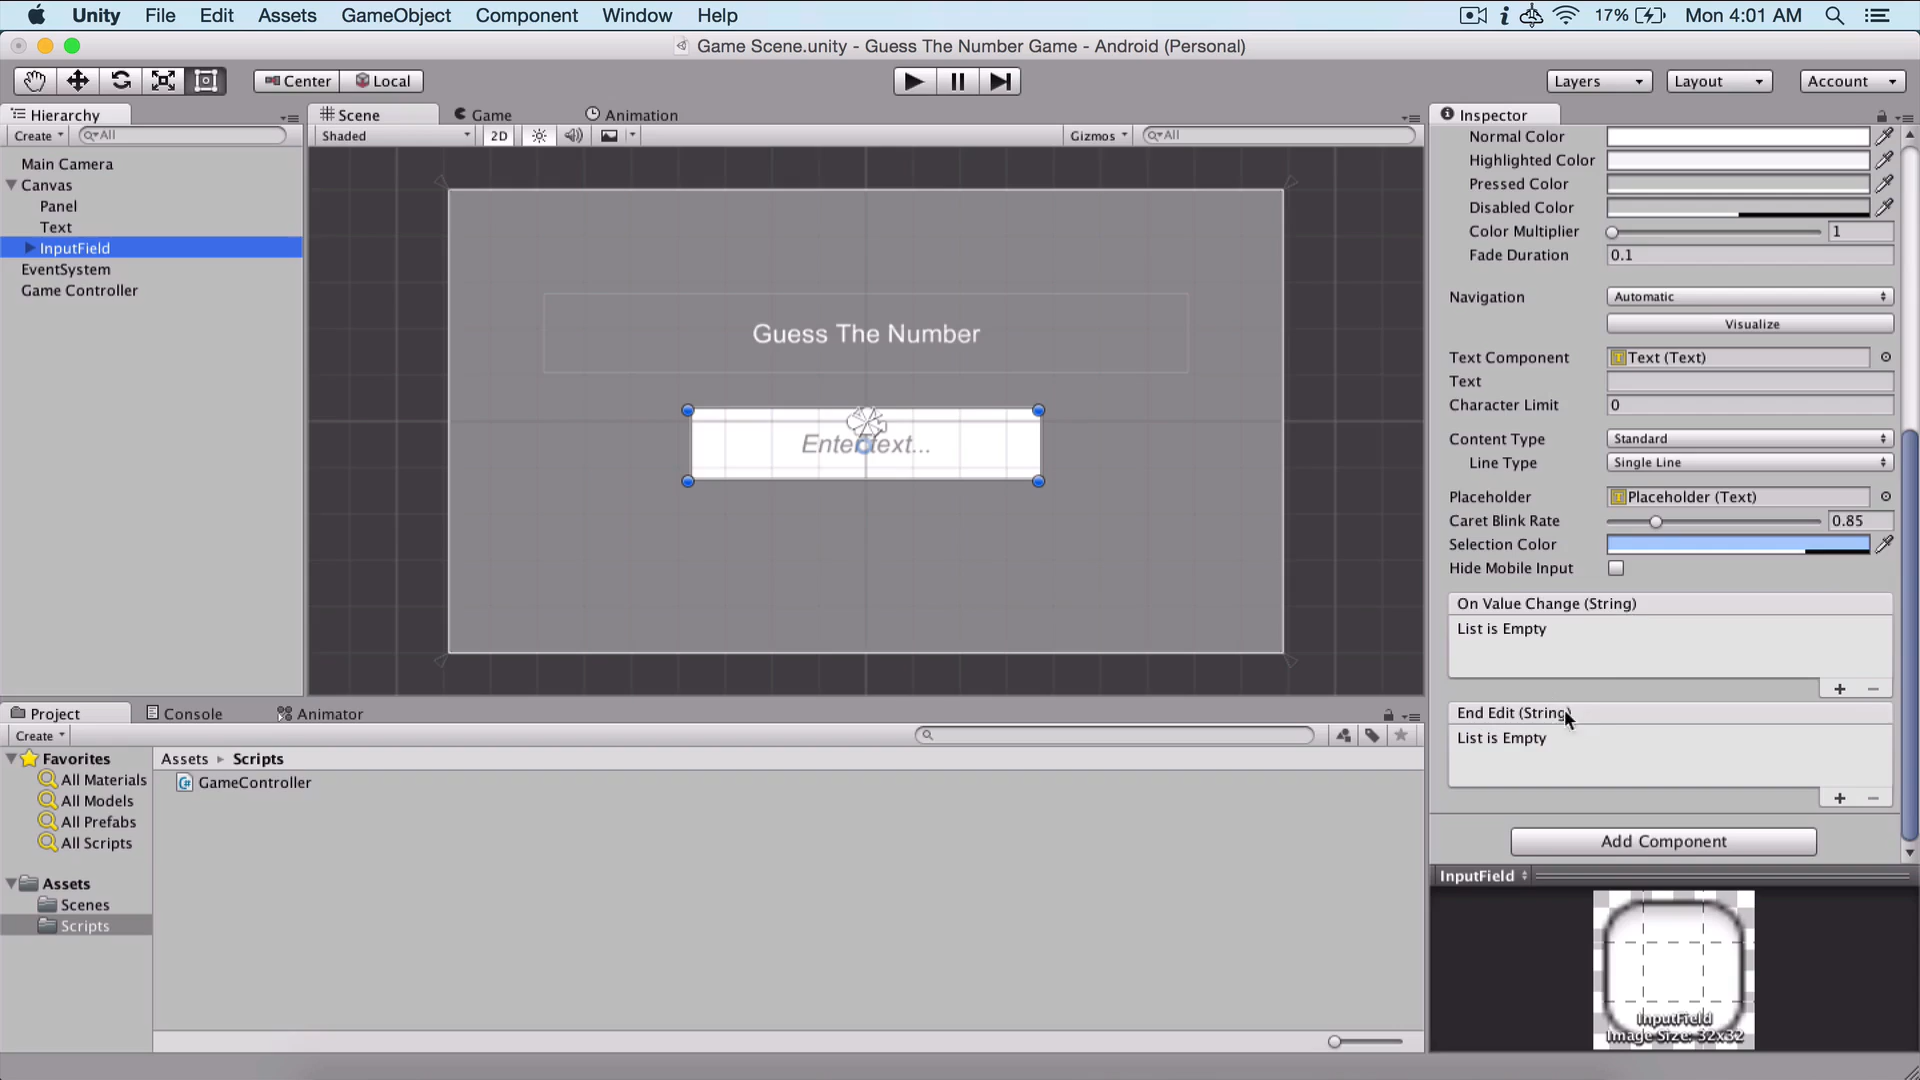 Unity File Edit Assets GameObject Component Window Help 17% Mon 4:01 AM
Game Scene.unity - Guess The Number Game - Android (Personal)
Center Local Layers Layout Account
Hierarchy
Create All
Main Camera
Canvas
Panel
Text
InputField
EventSystem
Game Controller
Scene Game Animation
Shaded 2D Gizmos All
Guess The Number
Enter text...
Inspector
Normal Color
Highlighted Color
Pressed Color
Disabled Color
Color Multiplier 1
Fade Duration 0.1
Navigation Automatic
Visualize
Text Component Text (Text)
Text
Character Limit 0
Content Type Standard
Line Type Single Line
Placeholder Placeholder (Text)
Caret Blink Rate 0.85
Selection Color
Hide Mobile Input
On Value Change (String)
List is Empty
+ −
End Edit (String)
List is Empty
+ −
Add Component
InputField
InputField
Image Size: 32x32
Project Console Animator
Create
Favorites
All Materials
All Models
All Prefabs
All Scripts
Assets
Scenes
Scripts
Assets ▸ Scripts
GameController